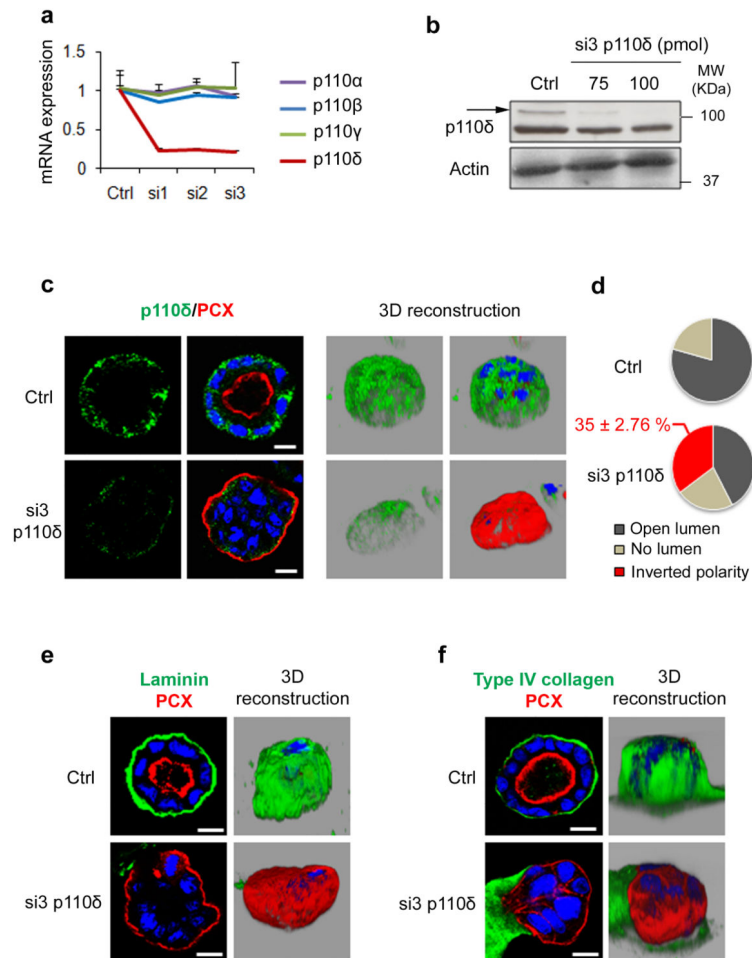 a
mRNA expression
1.5
1
0.5
0
Ctrl si1 si2 si3
p110α
p110β
p110γ
p110δ
b
si3 p110δ (pmol)
Ctrl 75 100
MW
(KDa)
p110δ
100
Actin
37
c
p110δ/PCX
3D reconstruction
Ctrl
si3
p110δ
d
Ctrl
35 ± 2.76 %
si3 p110δ
Open lumen
No lumen
Inverted polarity
e
Laminin
PCX
3D
reconstruction
Ctrl
si3 p110δ
f
Type IV collagen
PCX
3D
reconstruction
Ctrl
si3 p110δ